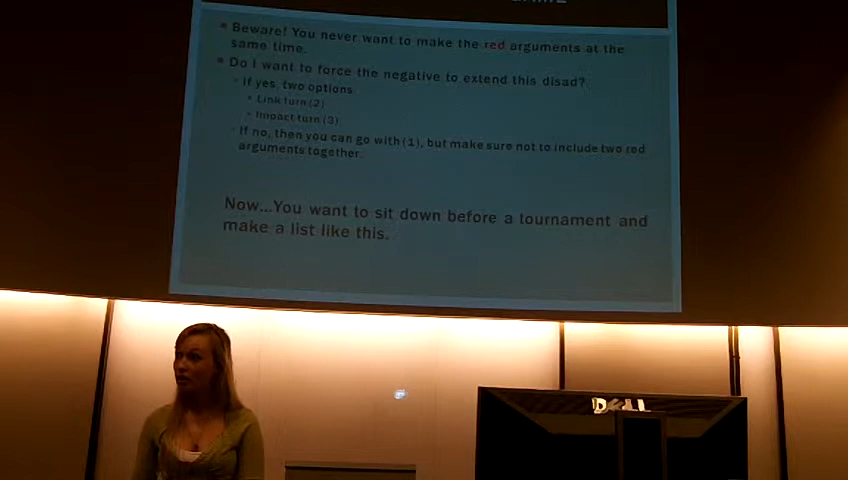 Beware! You never want to make the red arguments at the
same time.
Do I want to force the negative to extend this disad?
If yes, two options
Link turn (2)
Impact turn (3)
If no, then you can go with (1), but make sure not to include two red
arguments together.
Now...You want to sit down before a tournament and
make a list like this.
DELL